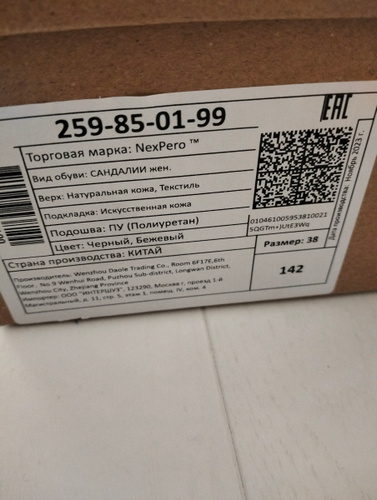 EAC
259-85-01-99
Торговая марка: NexPero ™
Вид обуви: САНДАЛИИ жен.
Верх: Натуральная кожа, Текстиль
Подкладка: Искусственная кожа
Подошва: ПУ (Полиуретан)
Цвет: Черный, Бежевый
Страна производства: КИТАЙ
Производитель: Wenzhou Daole Trading Co., Room 6F17E,6th
Floor, No.9 Wenhui Road, Puzhou Sub-district, Longwan District,
Wenzhou City, Zhejiang Province
Импортер: ООО "ИНТЕРШУЗ", 123290, Москва г, проезд 1-й
Магистральный, д. 11, стр. 5, этаж 1, помещ. IV, ком. 4
010461005953810021
5QGTm+JUtE3Wq
Размер: 38
142
Дата производства: Ноябрь 2023 г.